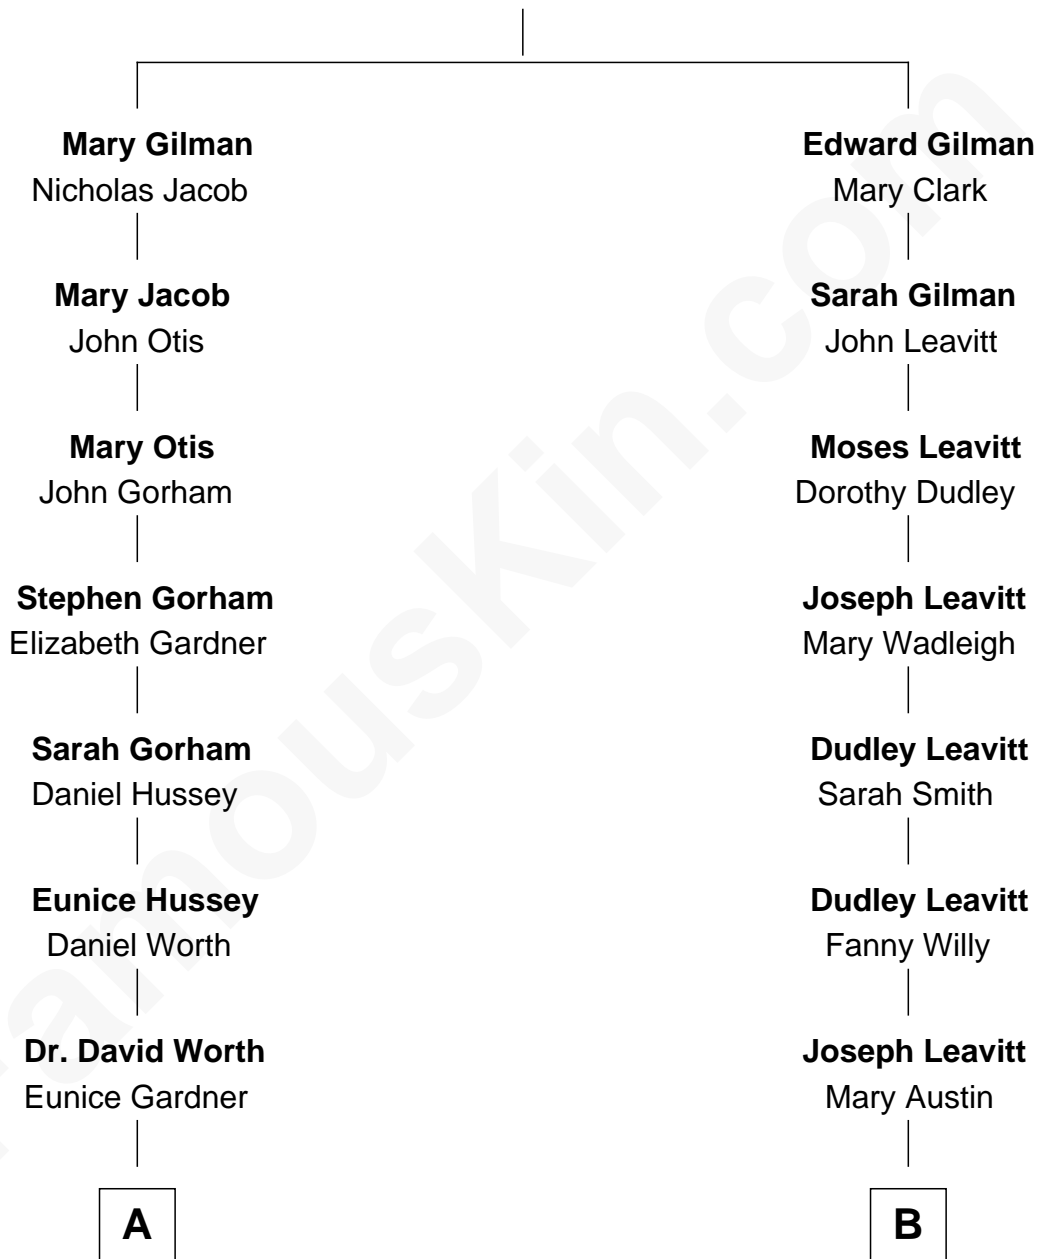 Mary Gilman
Nicholas Jacob
Mary Jacob
John Otis
Mary Otis
John Gorham
Stephen Gorham
Elizabeth Gardner
Sarah Gorham
Daniel Hussey
Eunice Hussey
Daniel Worth
Dr. David Worth
Eunice Gardner
A
Edward Gilman
Mary Clark
Sarah Gilman
John Leavitt
Moses Leavitt
Dorothy Dudley
Joseph Leavitt
Mary Wadleigh
Dudley Leavitt
Sarah Smith
Dudley Leavitt
Fanny Willy
Joseph Leavitt
Mary Austin
B
FamousKin.com